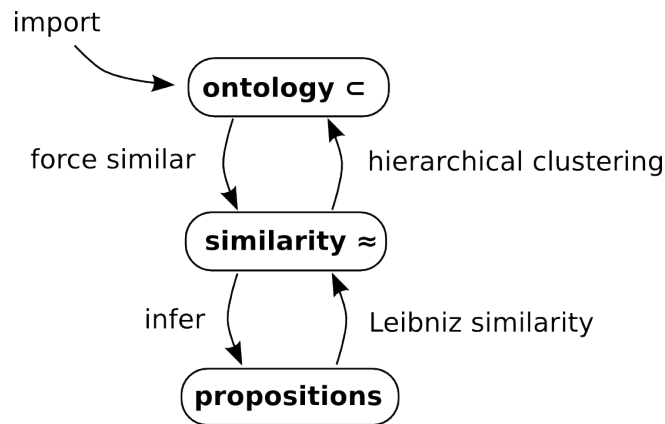 import
ontology ⊂
force similar
hierarchical clustering
similarity ≈
infer
Leibniz similarity
propositions